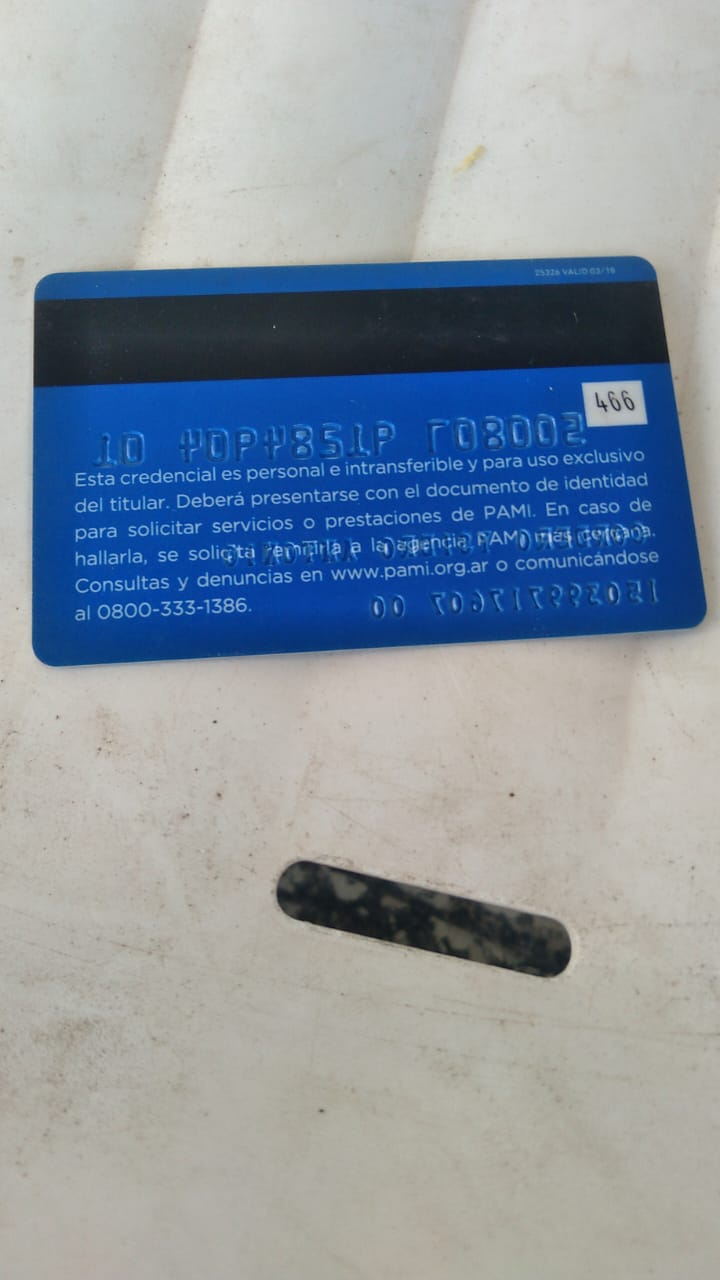 25326 VALID 03/19
466
Esta credencial es personal e intransferible y para uso exclusivo
del titular. Deberá presentarse con el documento de identidad
para solicitar servicios o prestaciones de PAMI. En caso de
hallarla, se solicita remitirla a la agencia PAMI más cercana.
Consultas y denuncias en www.pami.org.ar o comunicándose
al 0800-333-1386.